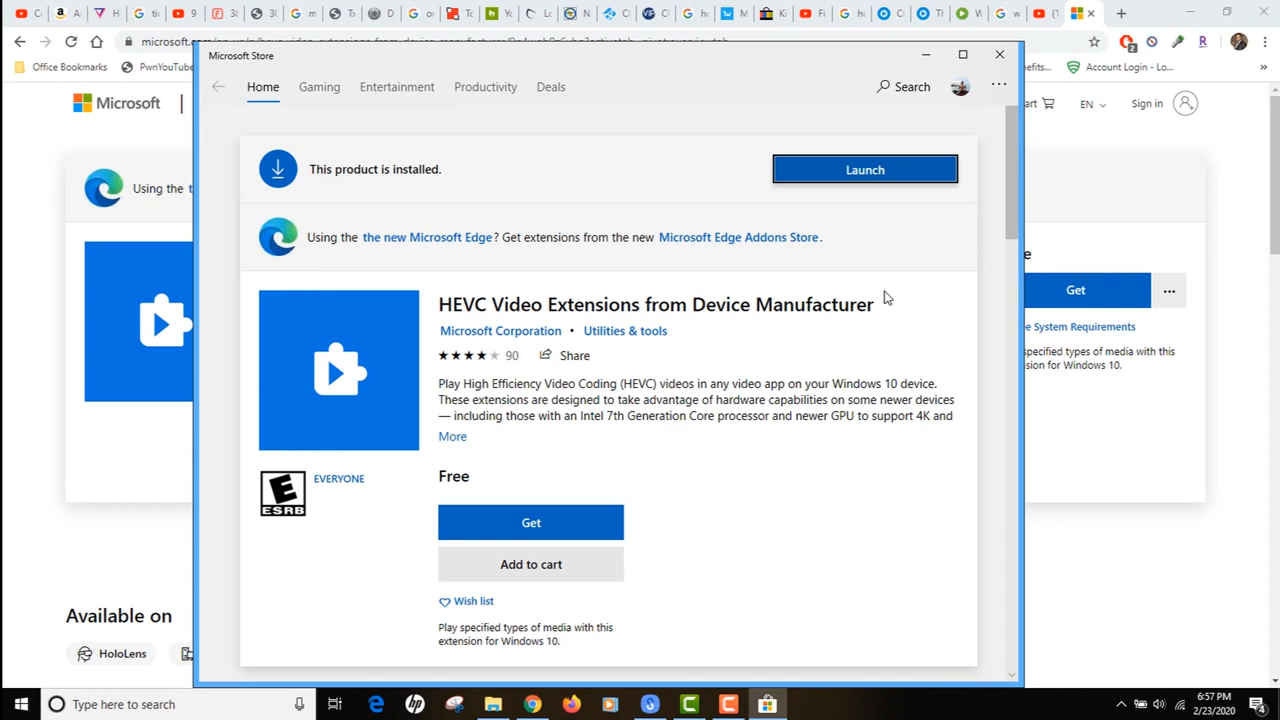 Microsoft Store
Home Gaming Entertainment Productivity Deals Search
This product is installed. Launch
Using the the new Microsoft Edge? Get extensions from the new Microsoft Edge Addons Store.
HEVC Video Extensions from Device Manufacturer
Microsoft Corporation • Utilities & tools
90 Share
Play High Efficiency Video Coding (HEVC) videos in any video app on your Windows 10 device.
These extensions are designed to take advantage of hardware capabilities on some newer devices
— including those with an Intel 7th Generation Core processor and newer GPU to support 4K and
More
E
ESRB
EVERYONE
Free
Get
Add to cart
Wish list
Play specified types of media with this
extension for Windows 10.
Office Bookmarks PwnYouTube
Account Login - Lo...
Microsoft
EN Sign in
Using the
Get ...
System Requirements
specified types of media with this
Windows 10.
Available on
HoloLens
Type here to search
6:57 PM
2/23/2020
4